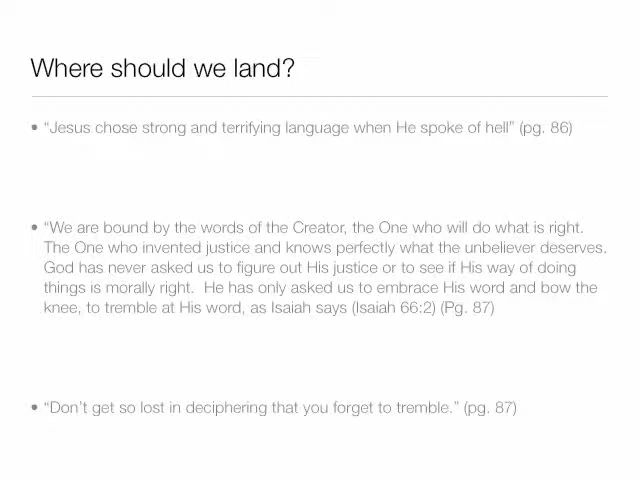 Where should we land?
• “Jesus chose strong and terrifying language when He spoke of hell” (pg. 86)
• “We are bound by the words of the Creator, the One who will do what is right.
The One who invented justice and knows perfectly what the unbeliever deserves.
God has never asked us to figure out His justice or to see if His way of doing
things is morally right.  He has only asked us to embrace His word and bow the
knee, to tremble at His word, as Isaiah says (Isaiah 66:2) (Pg. 87)
• “Don’t get so lost in deciphering that you forget to tremble.” (pg. 87)